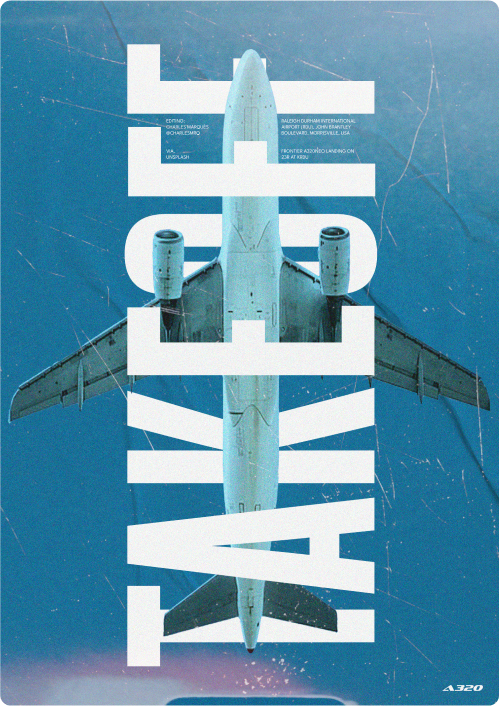 TAKEOFF
EDITING:
CHARLES MARQUES
@CHARLESMRQ
VIA.
UNSPLASH
RALEIGH DURHAM INTERNATIONAL
AIRPORT (RDU), JOHN BRANTLEY
BOULEVARD, MORRISVILLE, USA
FRONTIER A320NEO LANDING ON
23R AT KRDU
A320